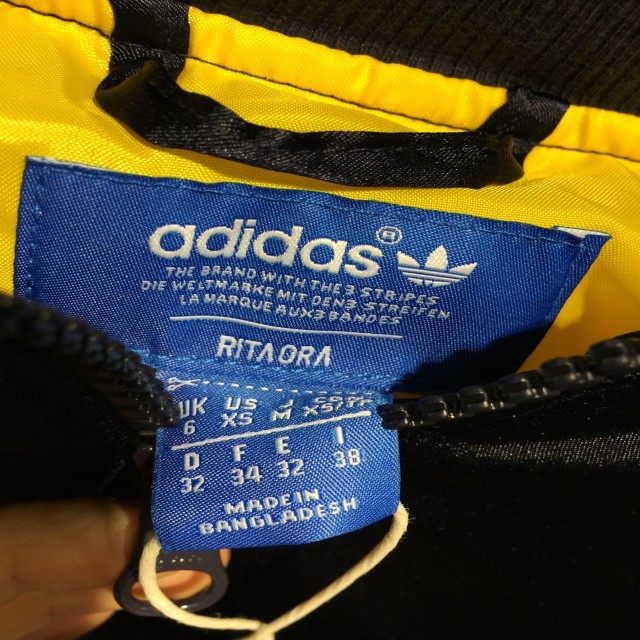 adidas®
THE BRAND WITH THE 3 STRIPES
DIE WELTMARKE MIT DEN 3 STREIFEN
LA MARQUE AUX 3 BANDES
RITA ORA
UK US J
6 XS M XS/
D F E I
32 34 32 38
MADE IN
BANGLADESH